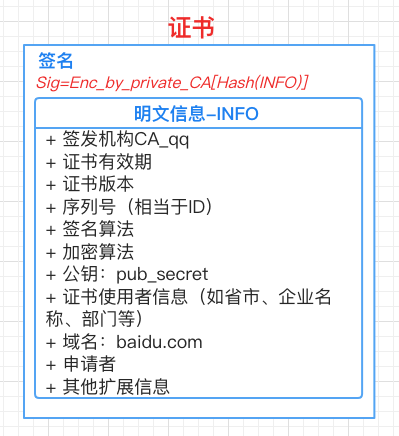 证书
签名
Sig=Enc_by_private_CA[Hash(INFO)]
明文信息-INFO
+ 签发机构CA_qq
+ 证书有效期
+ 证书版本
+ 序列号（相当于ID）
+ 签名算法
+ 加密算法
+ 公钥：pub_secret
+ 证书使用者信息（如省市、企业名
称、部门等）
+ 域名：baidu.com
+ 申请者
+ 其他扩展信息